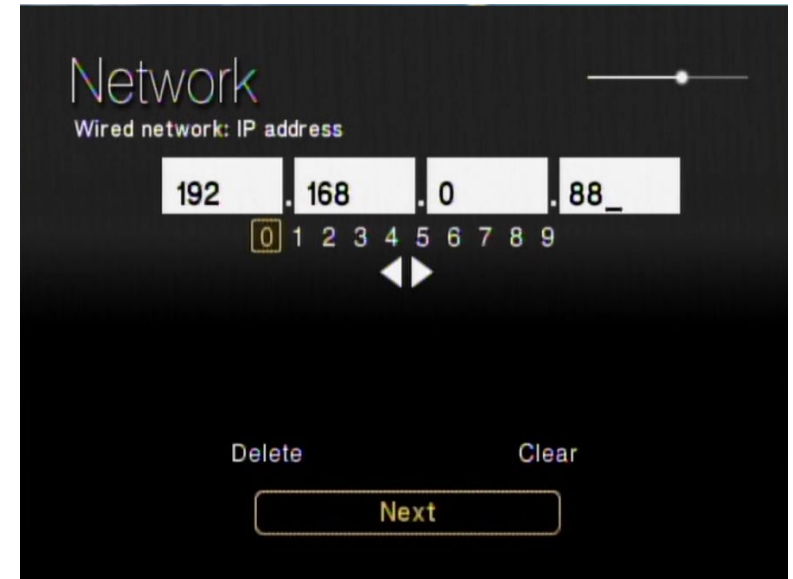 Network
Wired network: IP address
192 . 168 . 0 . 88_
0 1 2 3 4 5 6 7 8 9
Delete Clear
Next